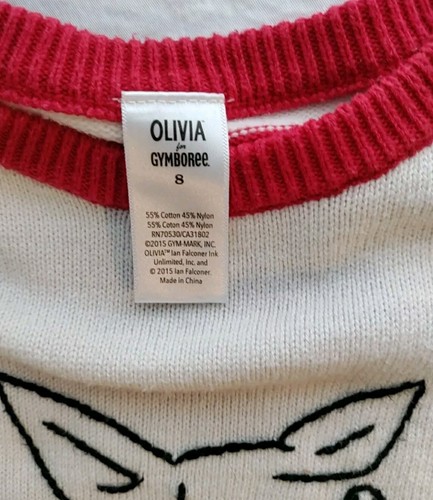 OLIVIA™
for
GYMBOREE.
8
55% Cotton 45% Nylon
55% Coton 45% Nylon
RN70530/CA31802
©2015 GYM-MARK, INC.
OLIVIA™ Ian Falconer Ink
Unlimited, Inc. and
© 2015 Ian Falconer.
Made in China